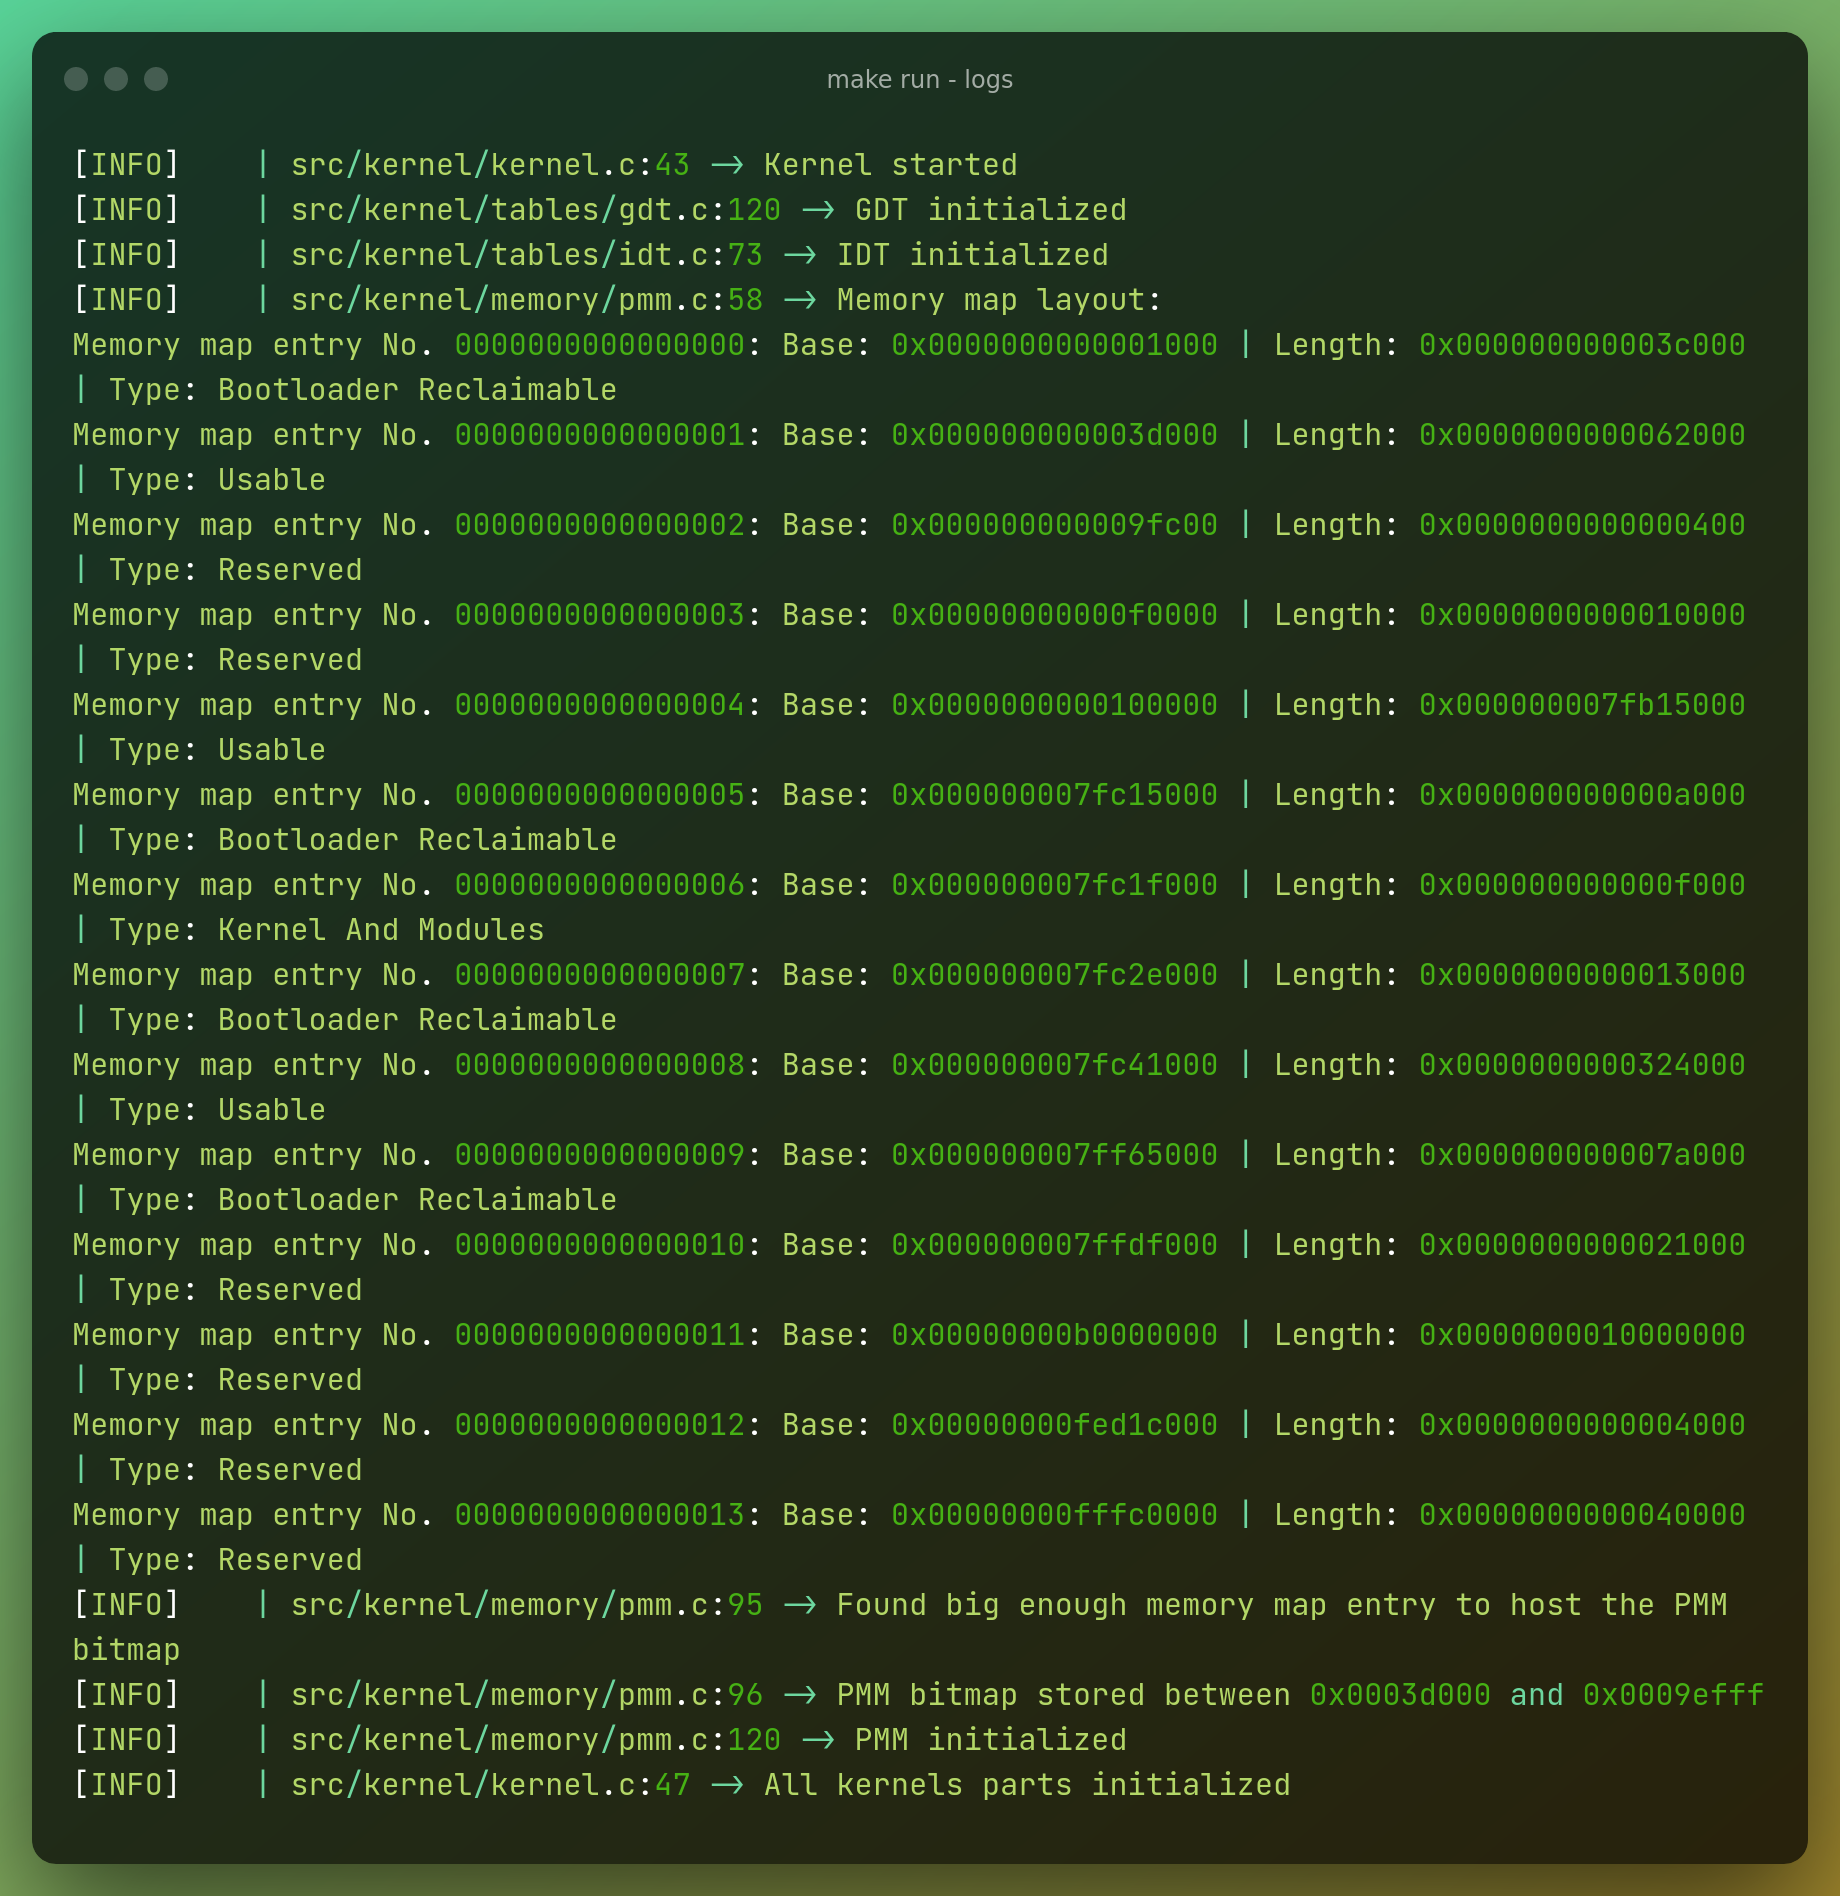 make run - logs
[INFO]    | src/kernel/kernel.c:43 -> Kernel started
[INFO]    | src/kernel/tables/gdt.c:120 -> GDT initialized
[INFO]    | src/kernel/tables/idt.c:73 -> IDT initialized
[INFO]    | src/kernel/memory/pmm.c:58 -> Memory map layout:
Memory map entry No. 0000000000000000: Base: 0x0000000000001000 | Length: 0x000000000003c000
| Type: Bootloader Reclaimable
Memory map entry No. 0000000000000001: Base: 0x000000000003d000 | Length: 0x0000000000062000
| Type: Usable
Memory map entry No. 0000000000000002: Base: 0x000000000009fc00 | Length: 0x0000000000000400
| Type: Reserved
Memory map entry No. 0000000000000003: Base: 0x00000000000f0000 | Length: 0x0000000000010000
| Type: Reserved
Memory map entry No. 0000000000000004: Base: 0x0000000000100000 | Length: 0x000000007fb15000
| Type: Usable
Memory map entry No. 0000000000000005: Base: 0x000000007fc15000 | Length: 0x000000000000a000
| Type: Bootloader Reclaimable
Memory map entry No. 0000000000000006: Base: 0x000000007fc1f000 | Length: 0x000000000000f000
| Type: Kernel And Modules
Memory map entry No. 0000000000000007: Base: 0x000000007fc2e000 | Length: 0x0000000000013000
| Type: Bootloader Reclaimable
Memory map entry No. 0000000000000008: Base: 0x000000007fc41000 | Length: 0x0000000000324000
| Type: Usable
Memory map entry No. 0000000000000009: Base: 0x000000007ff65000 | Length: 0x000000000007a000
| Type: Bootloader Reclaimable
Memory map entry No. 0000000000000010: Base: 0x000000007ffdf000 | Length: 0x0000000000021000
| Type: Reserved
Memory map entry No. 0000000000000011: Base: 0x00000000b0000000 | Length: 0x0000000010000000
| Type: Reserved
Memory map entry No. 0000000000000012: Base: 0x00000000fed1c000 | Length: 0x0000000000004000
| Type: Reserved
Memory map entry No. 0000000000000013: Base: 0x00000000fffc0000 | Length: 0x0000000000040000
| Type: Reserved
[INFO]    | src/kernel/memory/pmm.c:95 -> Found big enough memory map entry to host the PMM
bitmap
[INFO]    | src/kernel/memory/pmm.c:96 -> PMM bitmap stored between 0x0003d000 and 0x0009efff
[INFO]    | src/kernel/memory/pmm.c:120 -> PMM initialized
[INFO]    | src/kernel/kernel.c:47 -> All kernels parts initialized